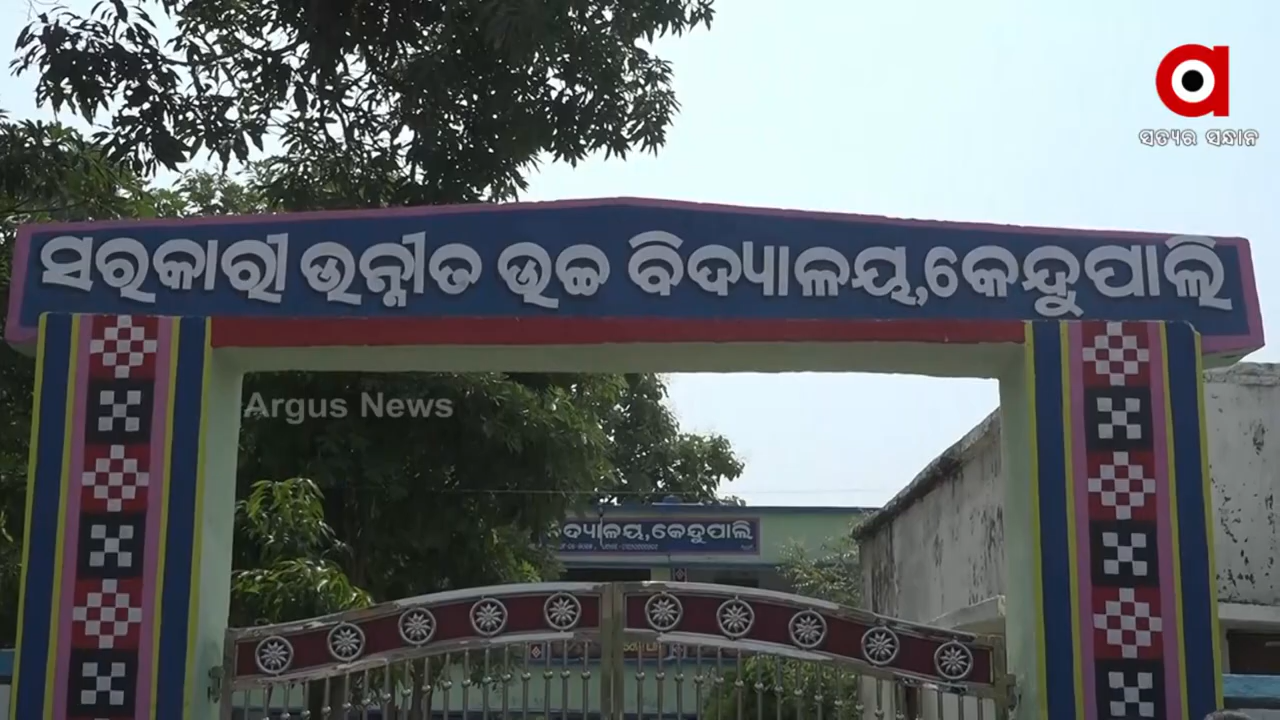 ସତ୍ୟର ସନ୍ଧାନ
ସରକାରୀ ଉନ୍ନୀତ ଉଚ୍ଚ ବିଦ୍ୟାଳୟ,କେନ୍ଦୁପାଲି
Argus News
ଦ୍ୟାଳୟ,କେନ୍ଦୁପାଲି